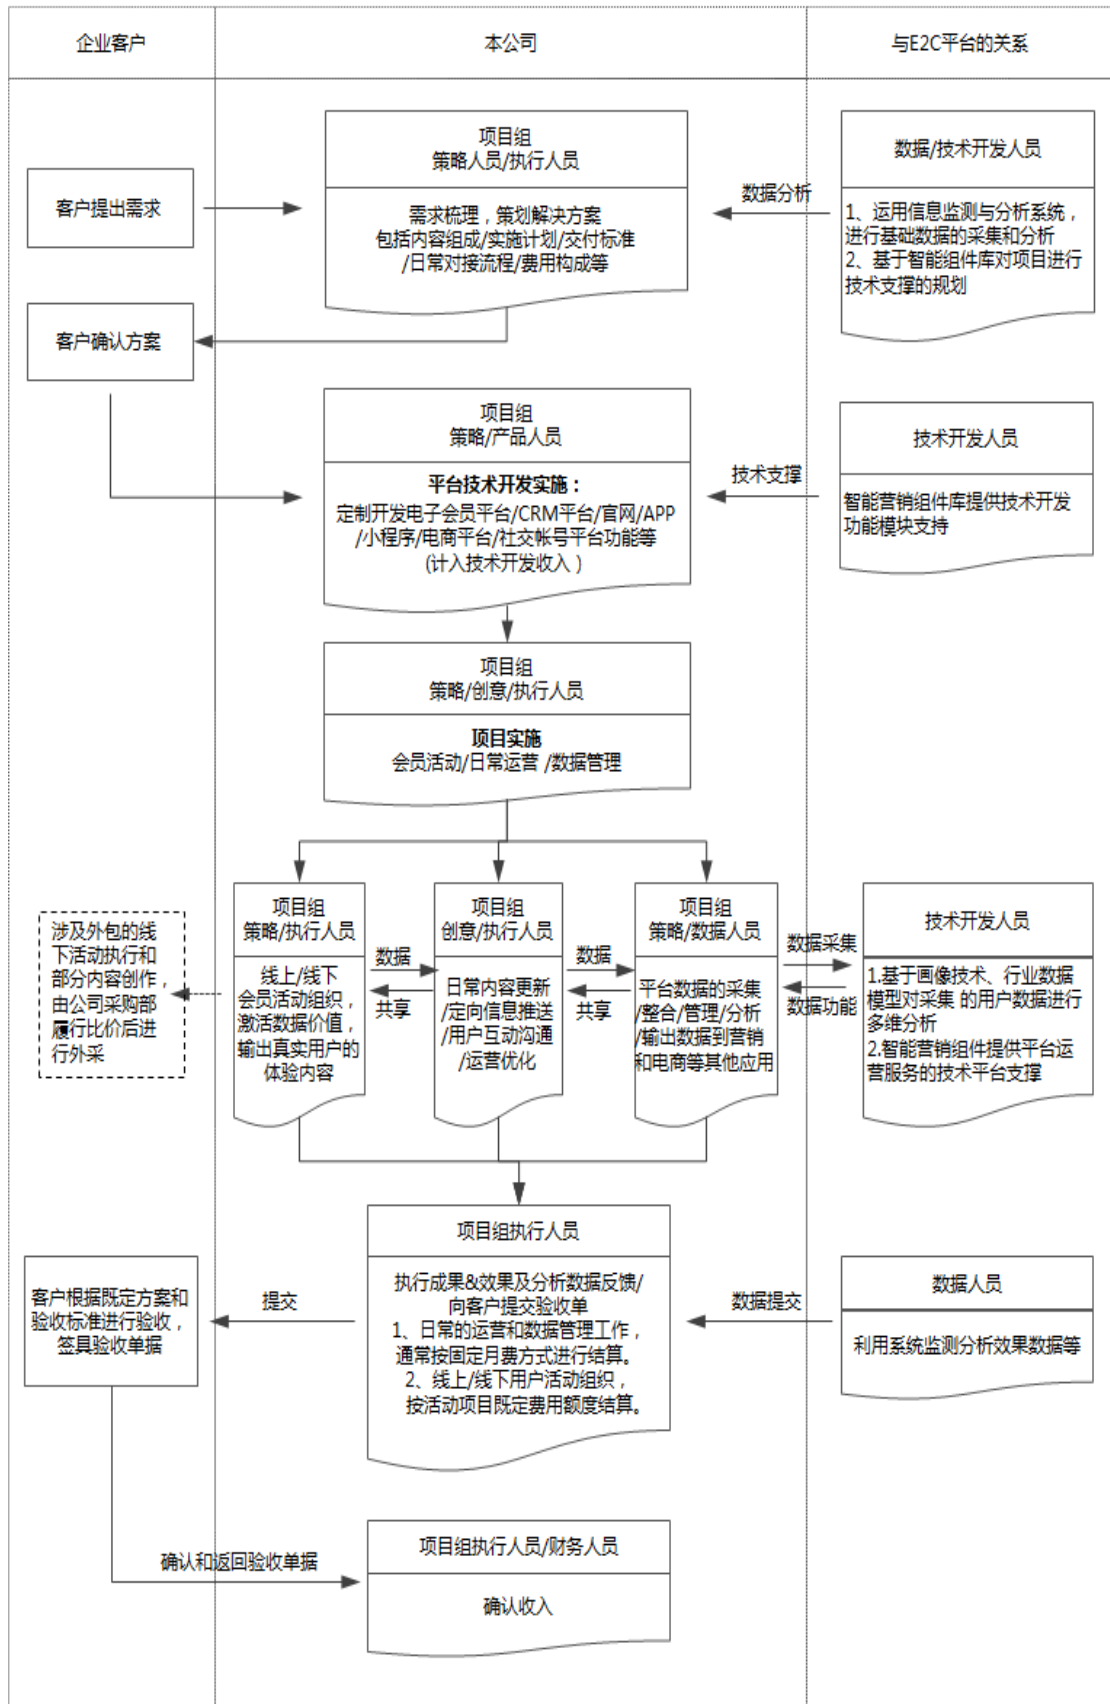 企业客户
本公司
与E2C平台的关系
项目组
策略人员/执行人员
需求梳理，策划解决方案
包括内容组成/实施计划/交付标准
/日常对接流程/费用构成等
客户提出需求
数据分析
数据/技术开发人员
1、运用信息监测与分析系统，
进行基础数据的采集和分析
2、基于智能组件库对项目进行
技术支撑的规划
客户确认方案
项目组
策略/产品人员
平台技术开发实施：
定制开发电子会员平台/CRM平台/官网/APP
/小程序/电商平台/社交帐号平台功能等
(计入技术开发收入）
技术支撑
技术开发人员
智能营销组件库提供技术开发
功能模块支持
项目组
策略/创意/执行人员
项目实施
会员活动/日常运营 /数据管理
涉及外包的线
下活动执行和
部分内容创作，
由公司采购部
履行比价后进
行外采
项目组
策略/执行人员
线上/线下
会员活动组织，
激活数据价值，
输出真实用户的
体验内容
数据
共享
项目组
创意/执行人员
日常内容更新
/定向信息推送
/用户互动沟通
/运营优化
数据
共享
项目组
策略/数据人员
平台数据的采集
/整合/管理/分析
/输出数据到营销
和电商等其他应用
数据采集
数据功能
技术开发人员
1.基于画像技术、行业数据
模型对采集 的用户数据进行
多维分析
2.智能营销组件提供平台运
营服务的技术平台支撑
项目组执行人员
执行成果&效果及分析数据反馈/
向客户提交验收单
1、日常的运营和数据管理工作，
通常按固定月费方式进行结算。
2、线上/线下用户活动组织，
按活动项目既定费用额度结算。
提交
客户根据既定方案和
验收标准进行验收，
签具验收单据
数据提交
数据人员
利用系统监测分析效果数据等
确认和返回验收单据
项目组执行人员/财务人员
确认收入